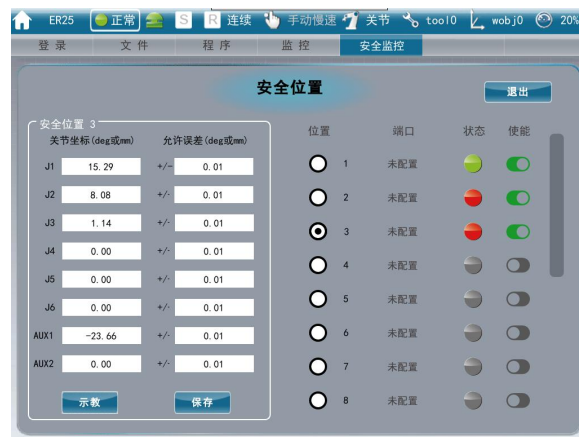 ER25 正常 S R 连续 手动慢速 关节 tool0 wobj0 20%
登录 文件 程序 监控 安全监控
安全位置 退出
安全位置 3
关节坐标(deg或mm) 允许误差(deg或mm)
位置 端口 状态 使能
J1 15.29 +/- 0.01
1 未配置
J2 8.08 +/- 0.01
2 未配置
J3 1.14 +/- 0.01
3 未配置
J4 0.00 +/- 0.01
4 未配置
J5 0.00 +/- 0.01
5 未配置
J6 0.00 +/- 0.01
6 未配置
AUX1 -23.66 +/- 0.01
7 未配置
AUX2 0.00 +/- 0.01
8 未配置
示教 保存